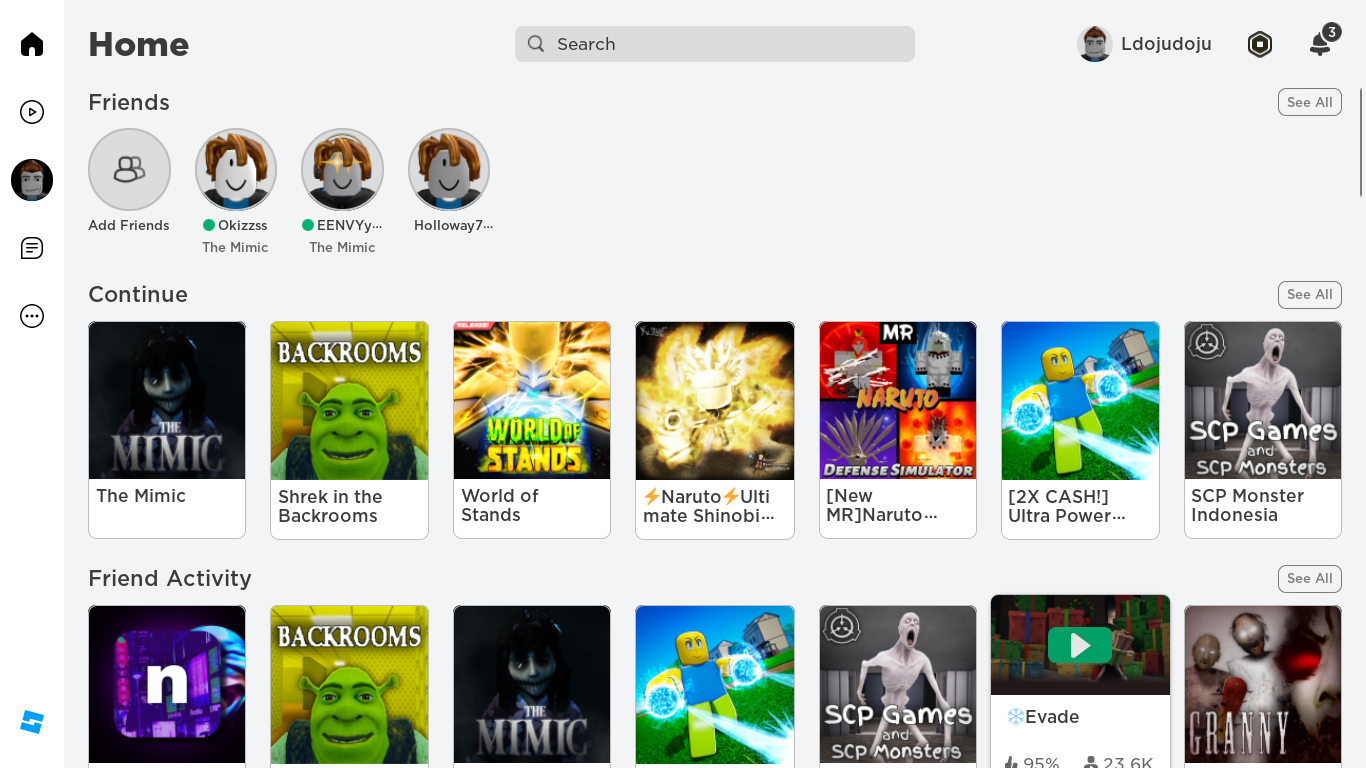 Home
Search
Ldojudoju
3
Friends
See All
Add Friends
Okizzss
The Mimic
EENVYy...
The Mimic
Holloway7...
Continue
See All
THE
MIMIC
The Mimic
BACKROOMS
Shrek in the
Backrooms
RELEASE!
WORLD OF
STANDS
World of
Stands
⚡Naruto⚡Ulti
mate Shinobi...
MR
NARUTO
DEFENSE SIMULATOR
[New
MR]Naruto...
[2X CASH!]
Ultra Power...
SCP Games
and
SCP Monsters
SCP Monster
Indonesia
Friend Activity
See All
n
BACKROOMS
THE
MIMIC
SCP Games
and
SCP Monsters
❄️Evade
95%
23.6K
GRANNY